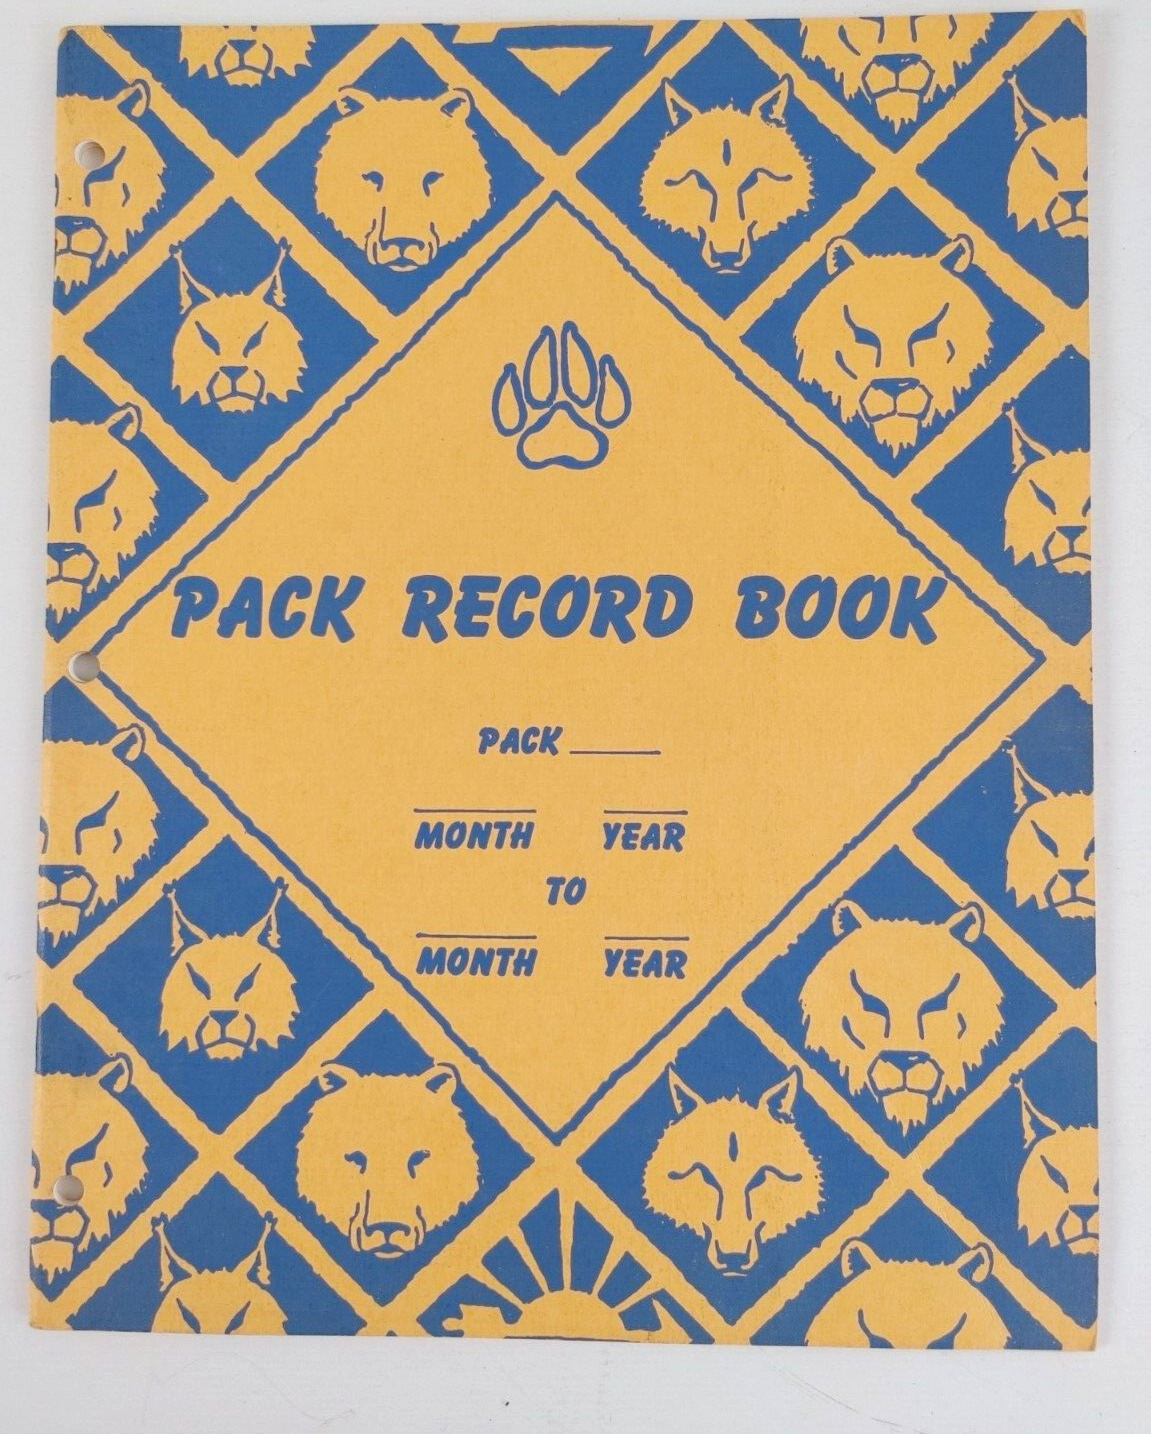 PACK RECORD BOOK
PACK
MONTH YEAR
TO
MONTH YEAR